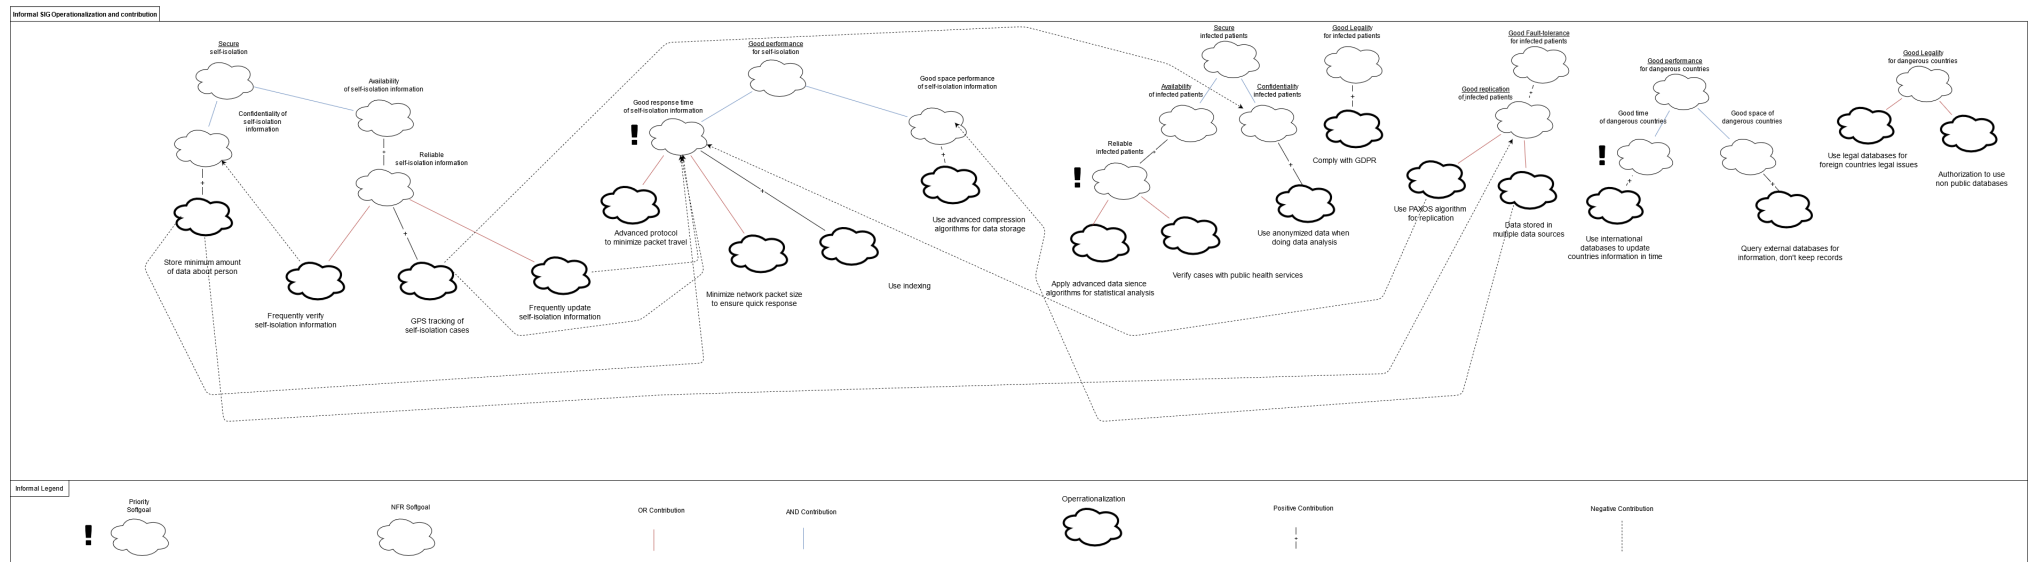 Informal SIG Operationalization and contribution
Secure
self-isolation
Availability
of self-isolation information
Confidentiality of
self-isolation
information
Reliable
self-isolation information
Store minimum amount
of data about person
Frequently verify
self-isolation information
GPS tracking of
self-isolation cases
Frequently update
self-isolation information
Good performance
for self-isolation
Good response time
of self-isolation information
!
Good space performance
of self-isolation information
Advanced protocol
to minimize packet travel
Minimize network packet size
to ensure quick response
Use indexing
Use advanced compression
algorithms for data storage
Secure
infected patients
Availability
of infected patients
Confidentiality
infected patients
Reliable
infected patients
!
Apply advanced data sience
algorithms for statistical analysis
Verify cases with public health services
Use anonymized data when
doing data analysis
Good Legality
for infected patients
Comply with GDPR
Good Fault-tolerance
for infected patients
Good replication
of infected patients
Use PAXOS algorithm
for replication
Data stored in
multiple data sources
Good performance
for dangerous countries
Good time
of dangerous countries
!
Good space of
dangerous countries
Use international
databases to update
countries information in time
Query external databases for
information, don't keep records
Good Legality
for dangerous countries
Use legal databases for
foreign countries legal issues
Authorization to use
non public databases
+
+
+
+
+
+
+
+
+
+
Informal Legend
Priority
Softgoal
!
NFR Softgoal
OR Contribution
AND Contribution
Operrationalization
Positive Contribution
+
Negative Contribution